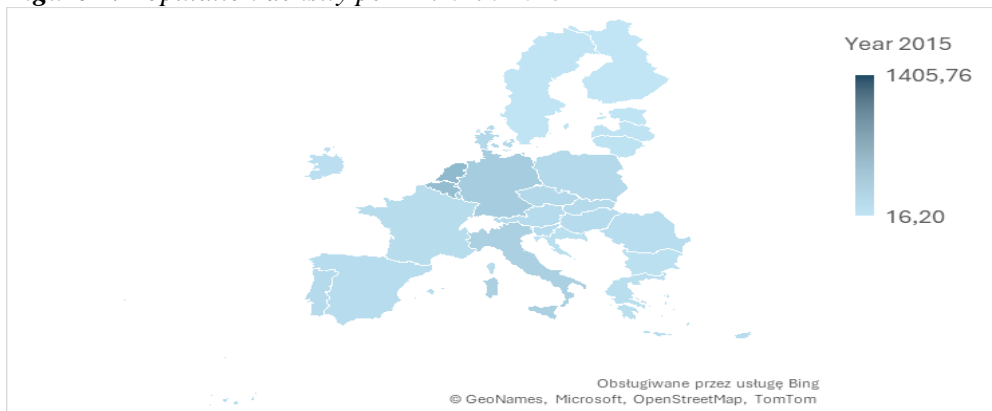 Year 2015
1405,76
16,20
Obsługiwane przez usługę Bing
© GeoNames, Microsoft, OpenStreetMap, TomTom